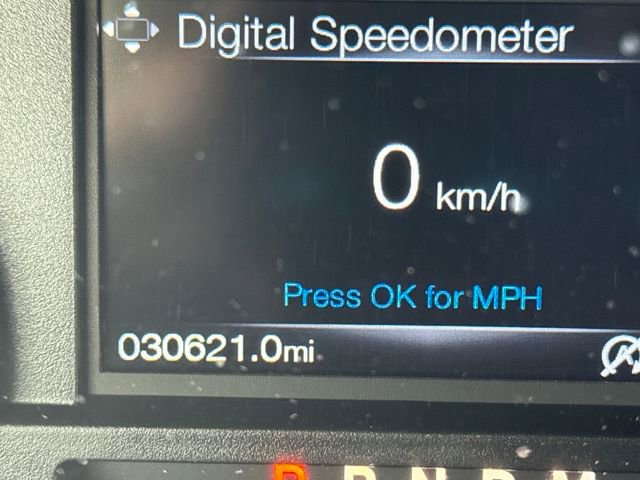 Digital Speedometer
0 km/h
Press OK for MPH
030621.0mi
P R N D M